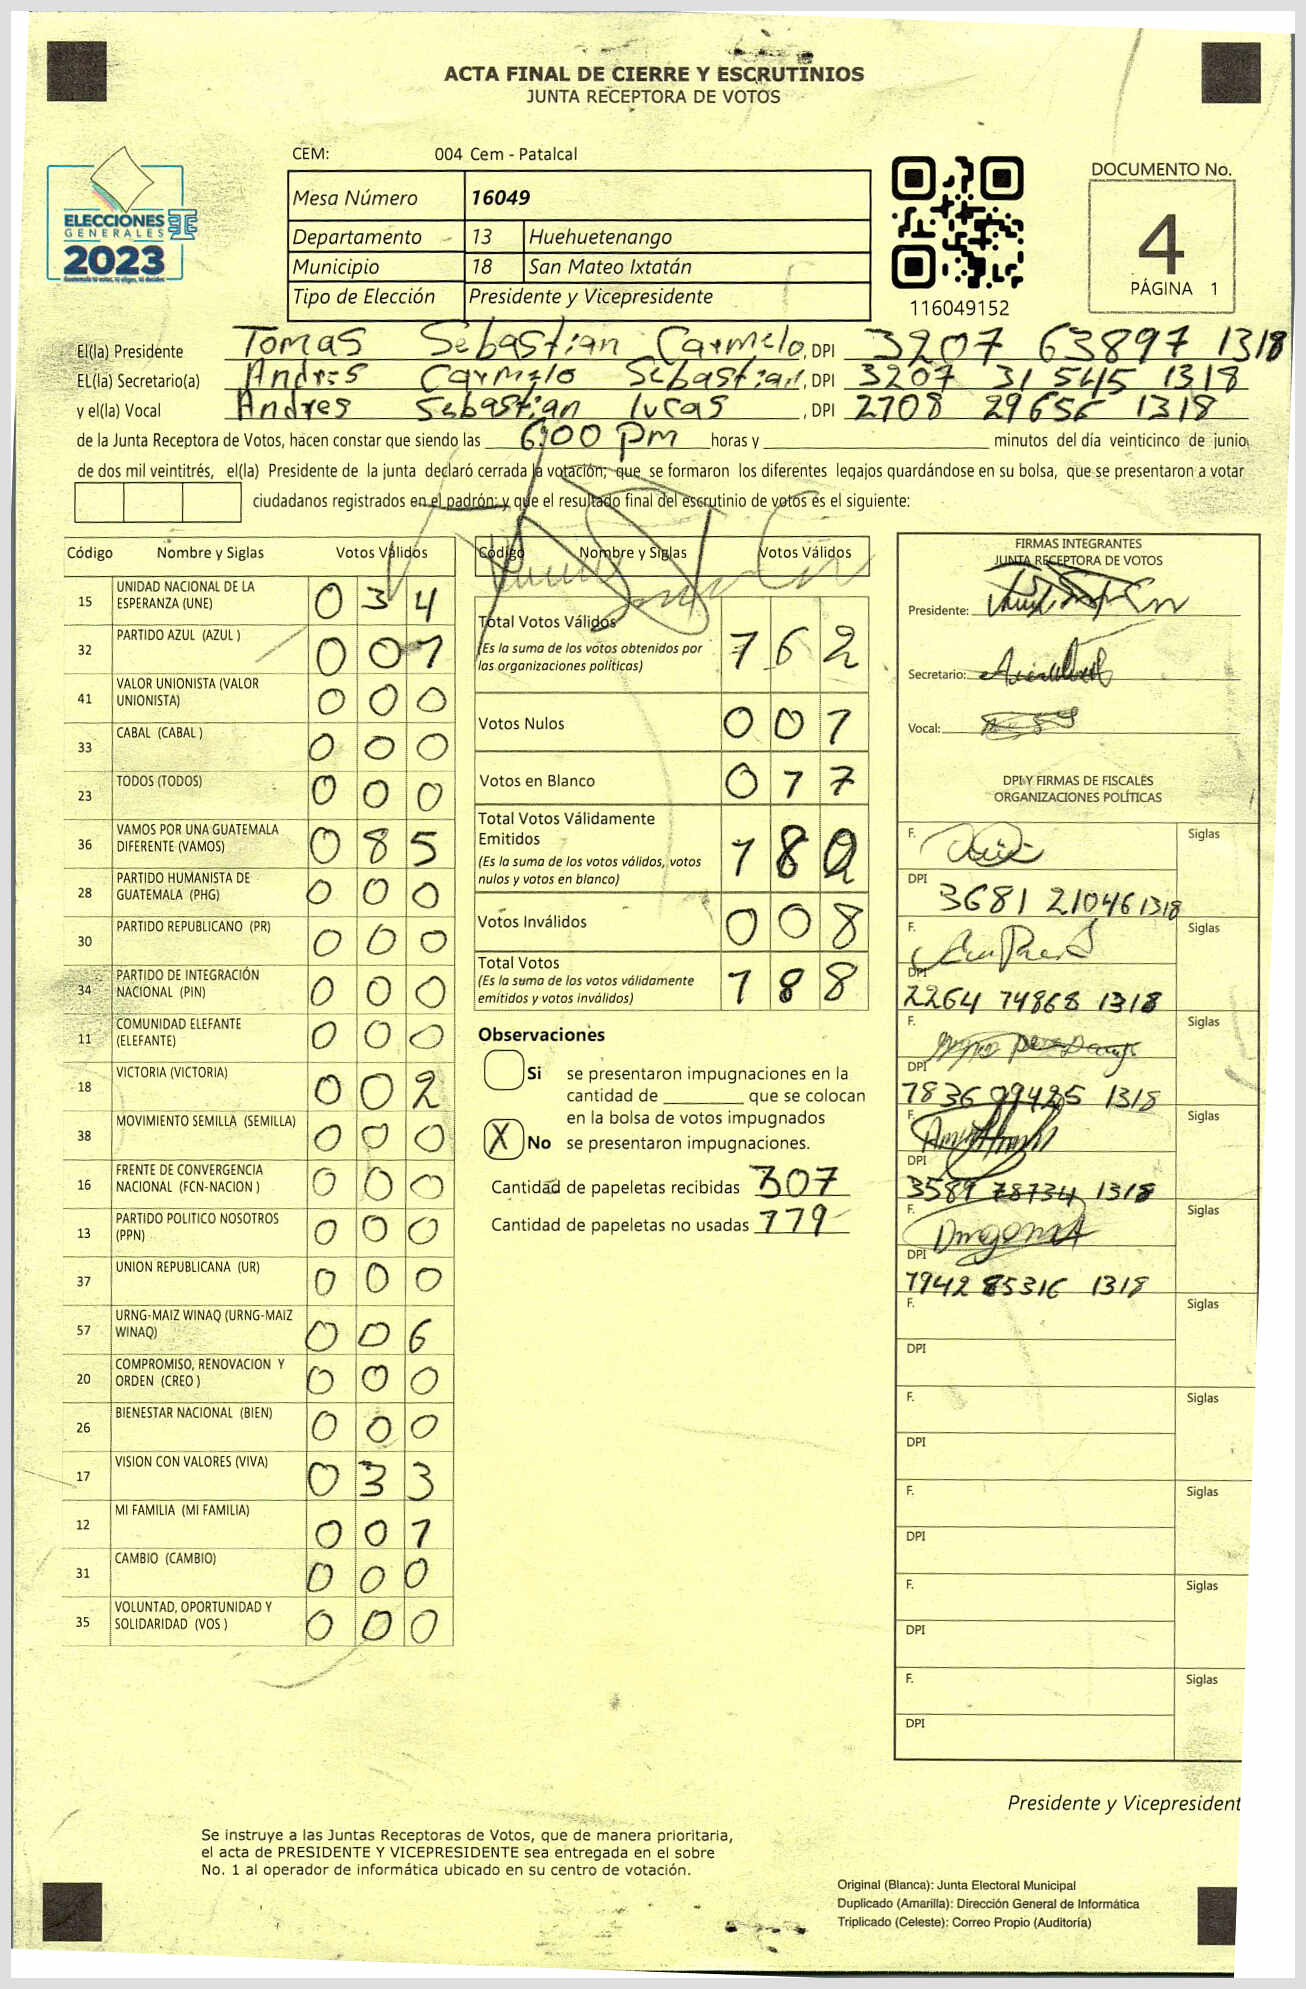 ACTA FINAL DE CIERRE Y ESCRUTINIOS
JUNTA RECEPTORA DE VOTOS
ELECCIONES
GENERALES
2023
CEM: 004 Cem - Patalcal
Mesa Número 16049
Departamento 13 Huehuetenango
Municipio 18 San Mateo Ixtatán
Tipo de Elección Presidente y Vicepresidente
116049152
DOCUMENTO No.
4
PÁGINA 1
El(la) Presidente Tomas Sebastian Carmelo, DPI 3207 63897 1318
EL(la) Secretario(a) Andres Carmelo Sebastian, DPI 3207 31545 1318
y el(la) Vocal Andres Sebastian Lucas, DPI 2708 29656 1318
de la Junta Receptora de Votos, hacen constar que siendo las 6:00 pm horas y minutos del día veinticinco de junio
de dos mil veintitrés, el(la) Presidente de la junta declaró cerrada la votación; que se formaron los diferentes legajos quardándose en su bolsa, que se presentaron a votar
ciudadanos registrados en el padrón; y que el resultado final del escrutinio de votos es el siguiente:
Código Nombre y Siglas Votos Válidos
15 UNIDAD NACIONAL DE LA ESPERANZA (UNE) 0 3 4
32 PARTIDO AZUL (AZUL ) 0 0 1
41 VALOR UNIONISTA (VALOR UNIONISTA) 0 0 0
33 CABAL (CABAL ) 0 0 0
23 TODOS (TODOS) 0 0 0
36 VAMOS POR UNA GUATEMALA DIFERENTE (VAMOS) 0 8 5
28 PARTIDO HUMANISTA DE GUATEMALA (PHG) 0 0 0
30 PARTIDO REPUBLICANO (PR) 0 0 0
34 PARTIDO DE INTEGRACIÓN NACIONAL (PIN) 0 0 0
11 COMUNIDAD ELEFANTE (ELEFANTE) 0 0 0
18 VICTORIA (VICTORIA) 0 0 2
38 MOVIMIENTO SEMILLA (SEMILLA) 0 0 0
16 FRENTE DE CONVERGENCIA NACIONAL (FCN-NACION ) 0 0 0
13 PARTIDO POLITICO NOSOTROS (PPN) 0 0 0
37 UNION REPUBLICANA (UR) 0 0 0
57 URNG-MAIZ WINAQ (URNG-MAIZ WINAQ) 0 0 6
20 COMPROMISO, RENOVACION Y ORDEN (CREO ) 0 0 0
26 BIENESTAR NACIONAL (BIEN) 0 0 0
17 VISION CON VALORES (VIVA) 0 3 3
12 MI FAMILIA (MI FAMILIA) 0 0 1
31 CAMBIO (CAMBIO) 0 0 0
35 VOLUNTAD, OPORTUNIDAD Y SOLIDARIDAD (VOS ) 0 0 0
Código Nombre y Siglas Votos Válidos
Total Votos Válidos 1 6 2
(Es la suma de los votos obtenidos por
las organizaciones políticas)
Votos Nulos 0 0 1
Votos en Blanco 0 1 7
Total Votos Válidamente
Emitidos 1 8 0
(Es la suma de los votos válidos, votos
nulos y votos en blanco)
Votos Inválidos 0 0 8
Total Votos 1 8 8
(Es la suma de los votos válidamente
emítidos y votos inválidos)
Observaciones
Si se presentaron impugnaciones en la
cantidad de ________ que se colocan
en la bolsa de votos impugnados
X No se presentaron impugnaciones.
Cantidad de papeletas recibidas 307
Cantidad de papeletas no usadas 119
FIRMAS INTEGRANTES
JUNTA RECEPTORA DE VOTOS
Presidente:
Secretario:
Vocal:
DPI Y FIRMAS DE FISCALES
ORGANIZACIONES POLÍTICAS
F. Siglas
DPI 3681 21046 1318
F. Siglas
DPI 2264 74868 1318
F. Siglas
DPI 1836 09425 1318
F. Siglas
DPI 3589 78734 1318
F. Siglas
DPI 1942 85316 1318
F. Siglas
DPI
F. Siglas
DPI
F. Siglas
DPI
F. Siglas
DPI
F. Siglas
DPI
Presidente y Vicepresident
Se instruye a las Juntas Receptoras de Votos, que de manera prioritaria,
el acta de PRESIDENTE Y VICEPRESIDENTE sea entregada en el sobre
No. 1 al operador de informática ubicado en su centro de votación.
Original (Blanca): Junta Electoral Municipal
Duplicado (Amarilla): Dirección General de Informática
Triplicado (Celeste): Correo Propio (Auditoría)